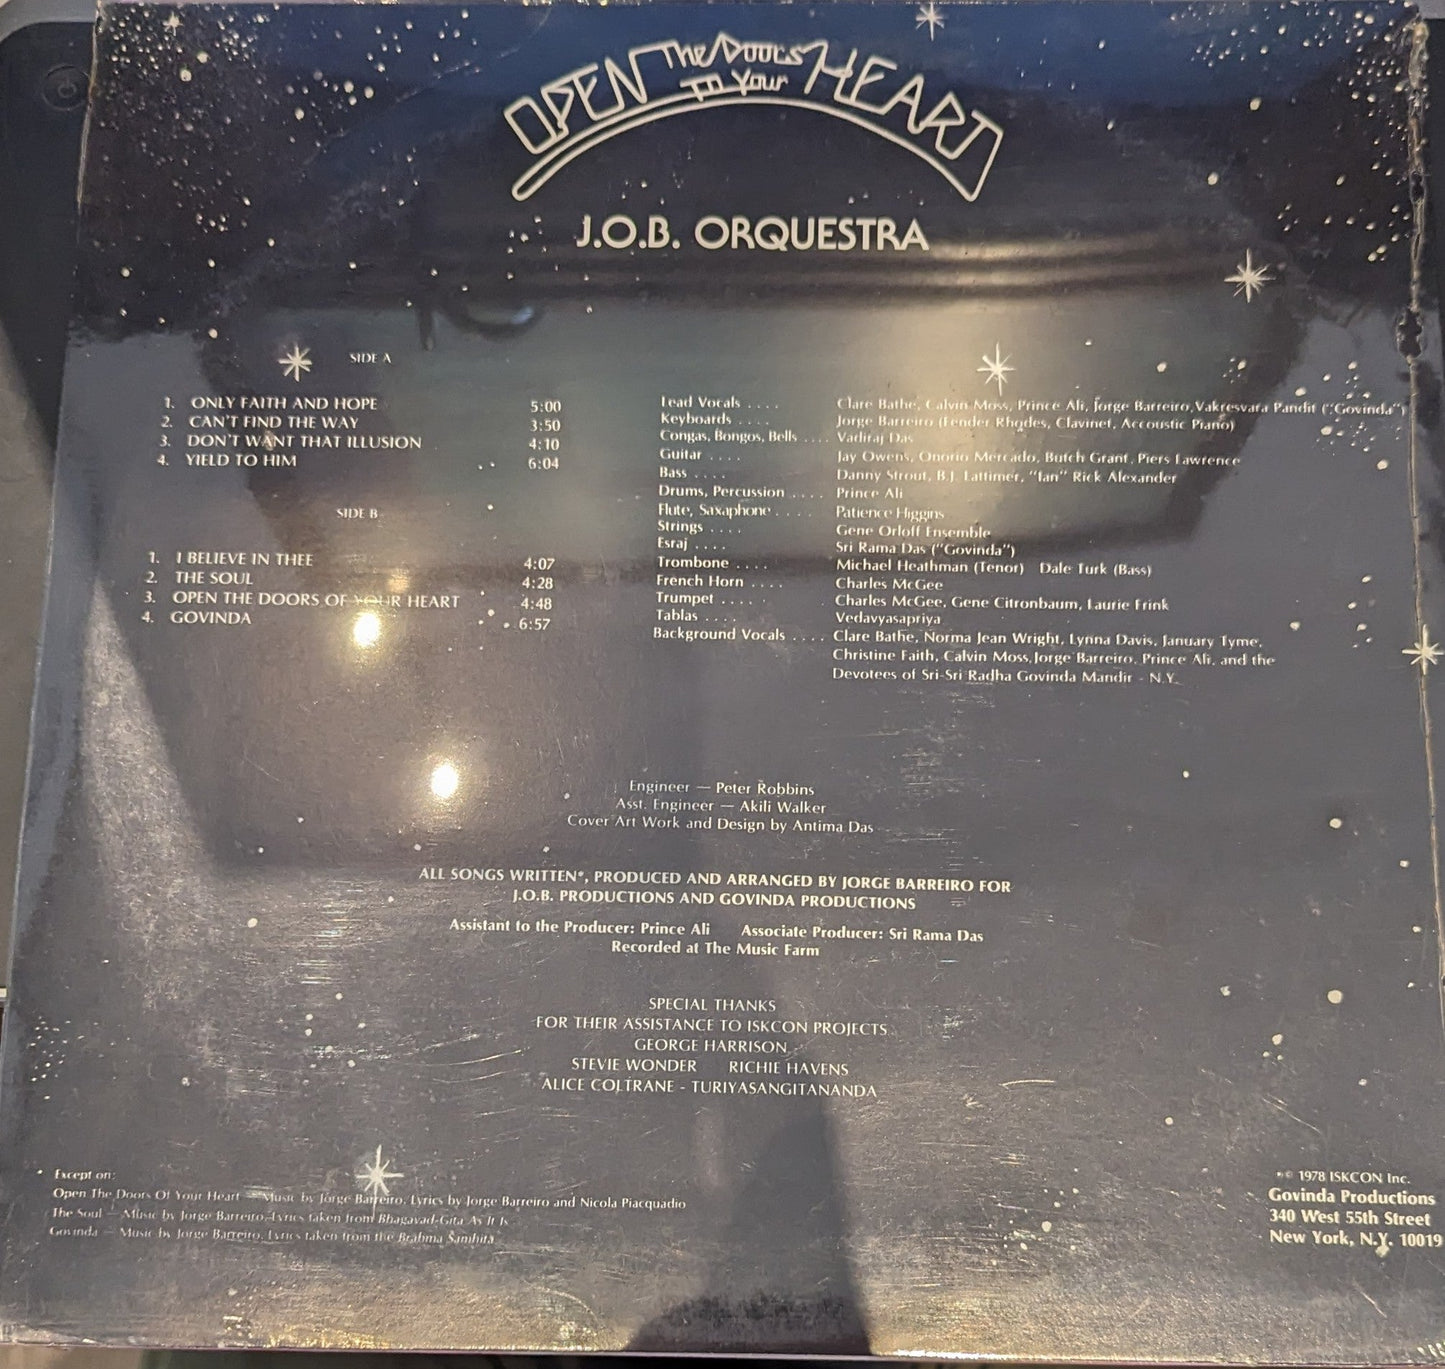 OPEN The Doors To Your HEART
J.O.B. ORQUESTRA
SIDE A
1. ONLY FAITH AND HOPE 5:00
2. CAN'T FIND THE WAY 3:50
3. DON'T WANT THAT ILLUSION 4:10
4. YIELD TO HIM 6:04
SIDE B
1. I BELIEVE IN THEE 4:07
2. THE SOUL 4:28
3. OPEN THE DOORS OF YOUR HEART 4:48
4. GOVINDA 6:57
Lead Vocals .... Clare Bathe, Calvin Moss, Prince Ali, Jorge Barreiro, Vakresvara Pandit ("Govinda")
Keyboards .... Jorge Barreiro (Fender Rhodes, Clavinet, Accoustic Piano)
Congas, Bongos, Bells .... Vadiraj Das
Guitar .... Jay Owens, Onorio Mercado, Butch Grant, Piers Lawrence
Bass .... Danny Strout, B.J. Lattimer, "Ian" Rick Alexander
Drums, Percussion .... Prince Ali
Flute, Saxaphone .... Patience Higgins
Strings .... Gene Orloff Ensemble
Esraj .... Sri Rama Das ("Govinda")
Trombone .... Michael Heathman (Tenor) Dale Turk (Bass)
French Horn .... Charles McGee
Trumpet .... Charles McGee, Gene Citronbaum, Laurie Frink
Tablas .... Vedavyasapriya
Background Vocals .... Clare Bathe, Norma Jean Wright, Lynna Davis, January Tyme,
Christine Faith, Calvin Moss, Jorge Barreiro, Prince Ali, and the
Devotees of Sri-Sri Radha Govinda Mandir - N.Y.
Engineer — Peter Robbins
Asst. Engineer — Akili Walker
Cover Art Work and Design by Antima Das
ALL SONGS WRITTEN*, PRODUCED AND ARRANGED BY JORGE BARREIRO FOR
J.O.B. PRODUCTIONS AND GOVINDA PRODUCTIONS
Assistant to the Producer: Prince Ali Associate Producer: Sri Rama Das
Recorded at The Music Farm
SPECIAL THANKS
FOR THEIR ASSISTANCE TO ISKCON PROJECTS
GEORGE HARRISON
STEVIE WONDER RICHIE HAVENS
ALICE COLTRANE - TURIYASANGITANANDA
* Except on:
Open The Doors Of Your Heart — Music by Jorge Barreiro, Lyrics by Jorge Barreiro and Nicola Piacquadio
The Soul — Music by Jorge Barreiro, Lyrics taken from Bhagavad-Gita As It Is
Govinda — Music by Jorge Barreiro, Lyrics taken from the Brahma Samhita
℗© 1978 ISKCON Inc.
Govinda Productions
340 West 55th Street
New York, N.Y. 10019